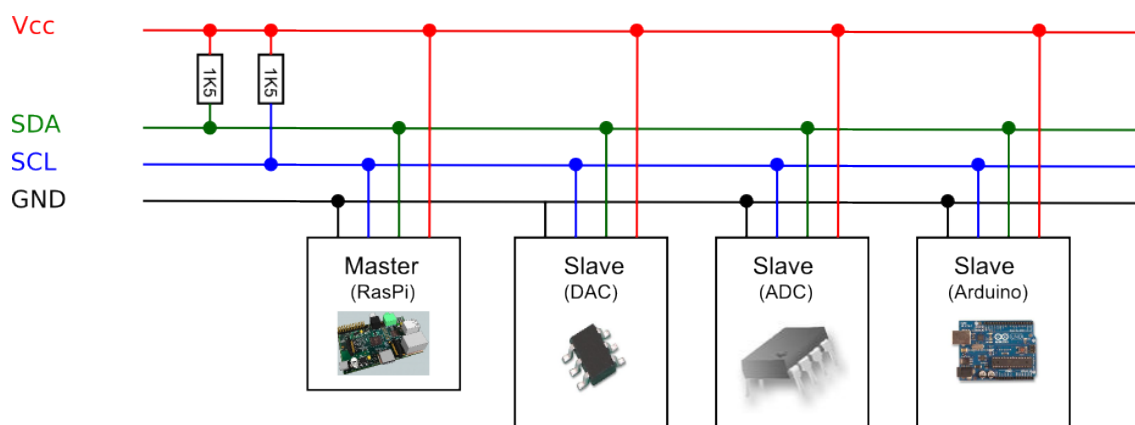 Vcc
1K5
1K5
SDA
SCL
GND
Master
(RasPi)
Slave
(DAC)
Slave
(ADC)
Slave
(Arduino)